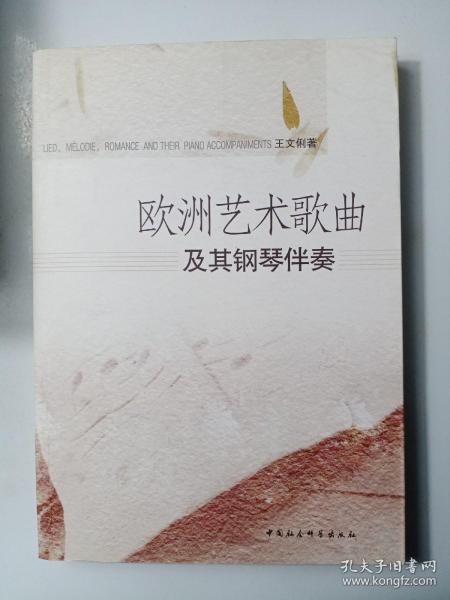 LIED, MÉLODIE, ROMANCE AND THEIR PIANO ACCOMPANIMENTS 王文俐著
欧洲艺术歌曲
及其钢琴伴奏
中国社会科学出版社
孔夫子旧书网
www.kongfz.com